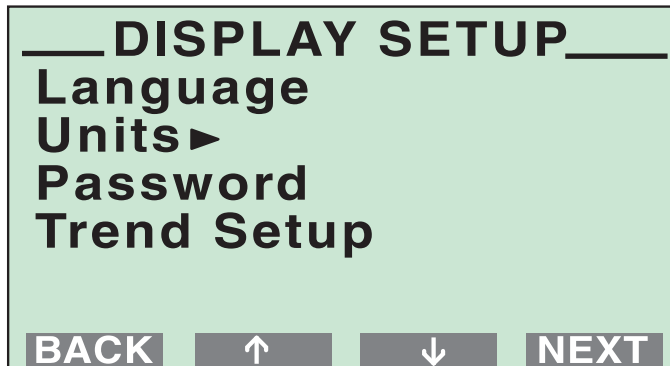 DISPLAY SETUP
Language
Units►
Password
Trend Setup
BACK ↑ ↓ NEXT